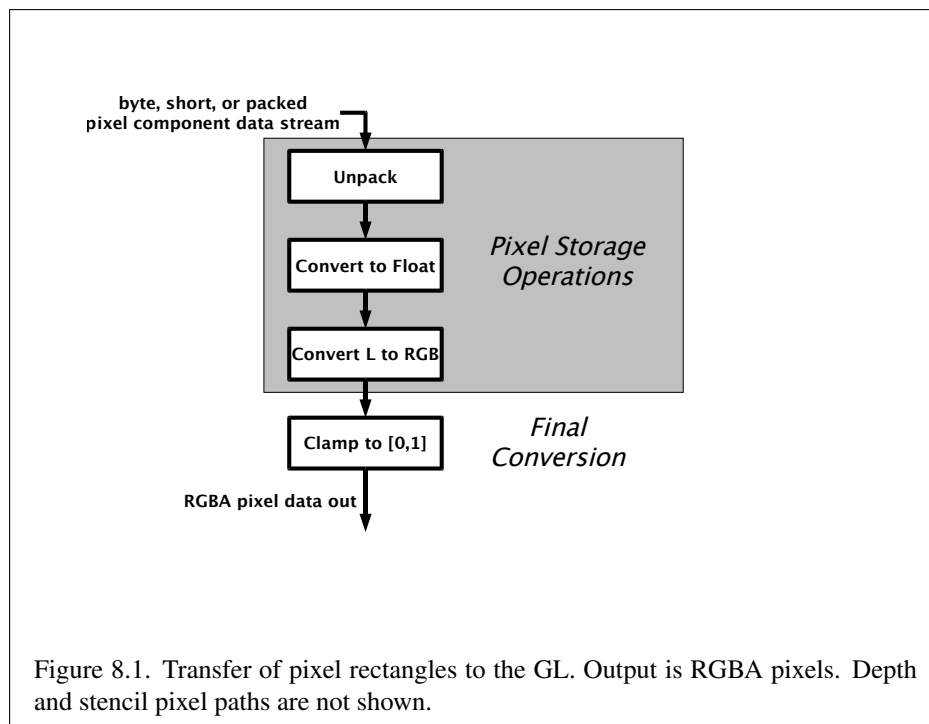 byte, short, or packed
pixel component data stream
Unpack
Convert to Float
Pixel Storage
Operations
Convert L to RGB
Clamp to [0,1]
Final
Conversion
RGBA pixel data out
Figure 8.1. Transfer of pixel rectangles to the GL. Output is RGBA pixels. Depth
and stencil pixel paths are not shown.